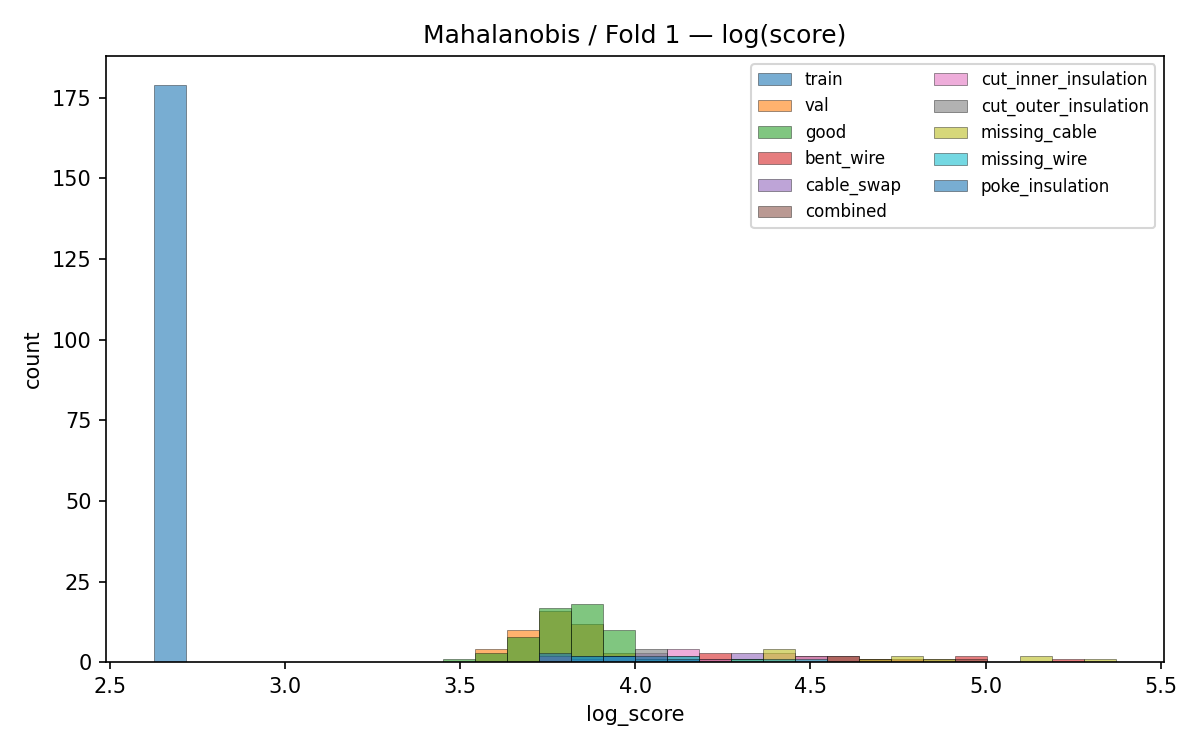 Mahalanobis / Fold 1 — log(score)
count
175
150
125
100
75
50
25
0
train
val
good
bent_wire
cable_swap
combined
cut_inner_insulation
cut_outer_insulation
missing_cable
missing_wire
poke_insulation
2.5 3.0 3.5 4.0 4.5 5.0 5.5
log_score